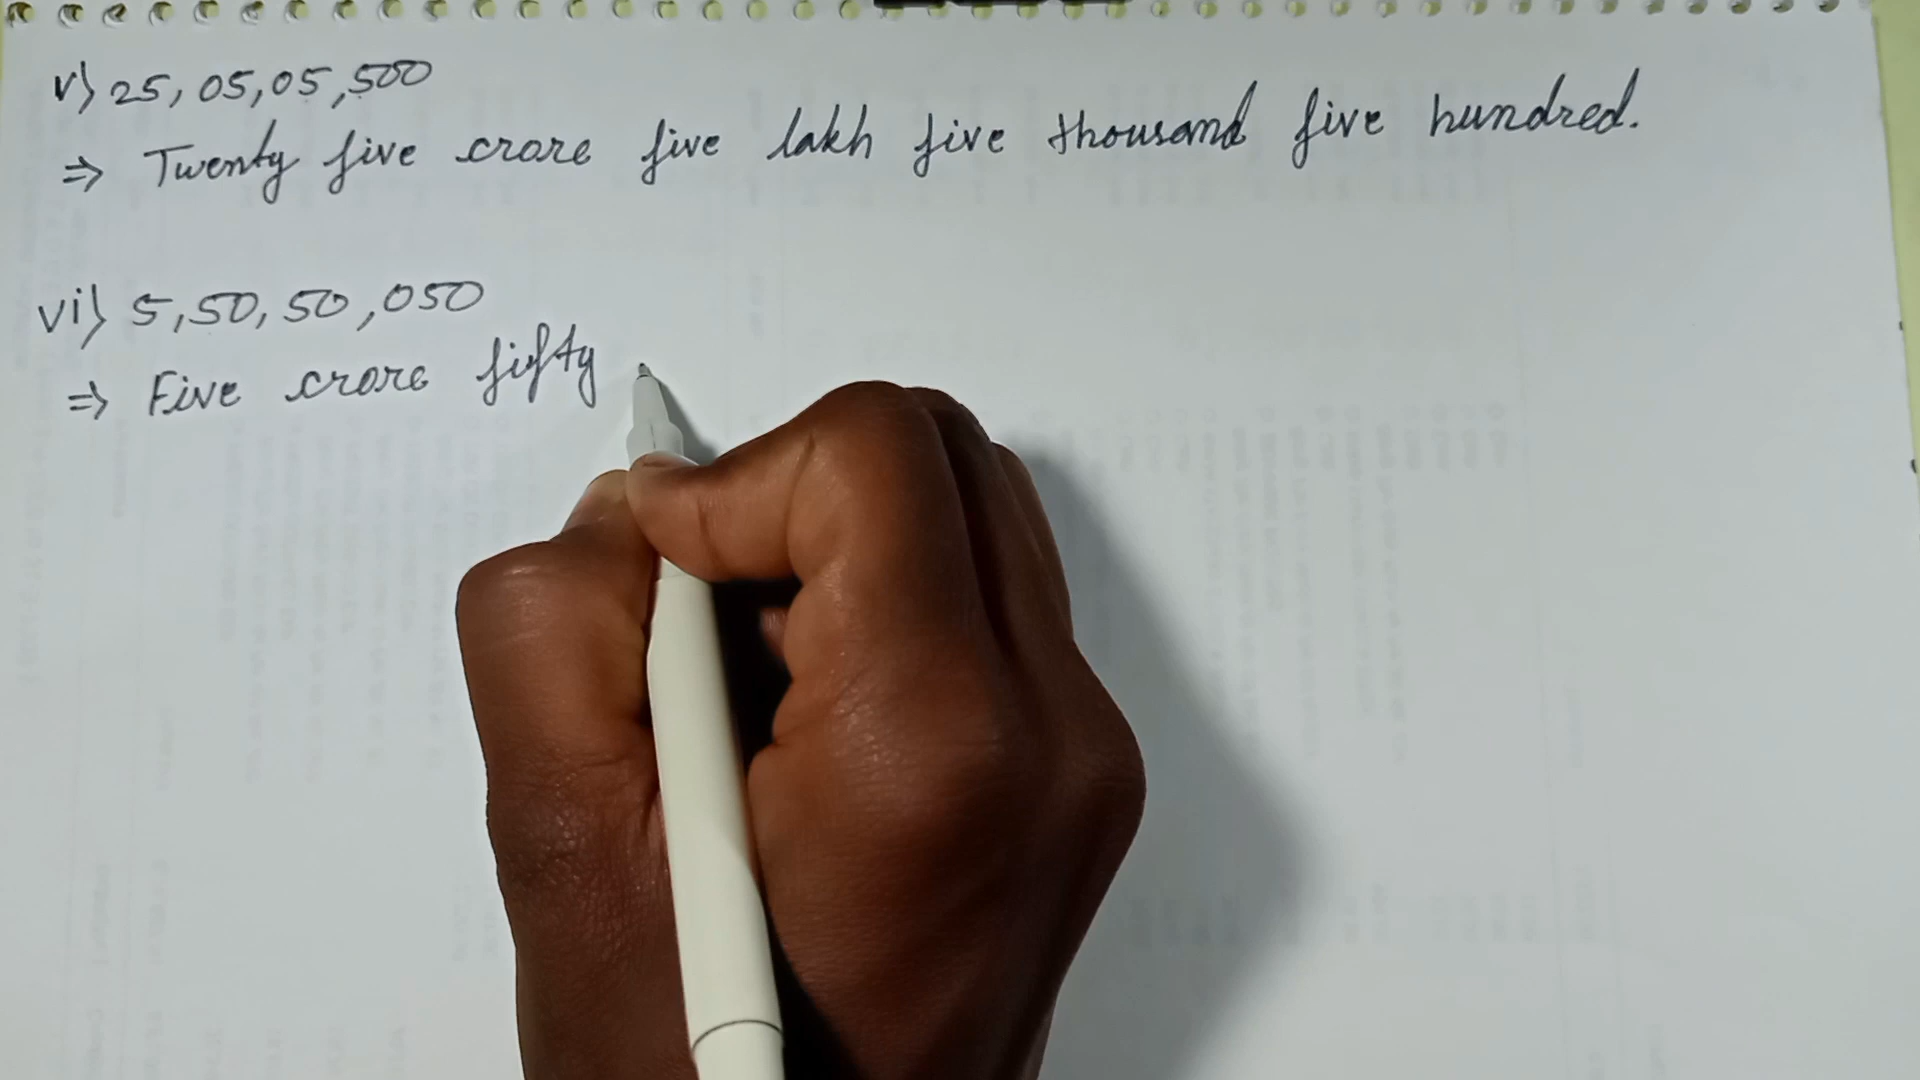 v) 25,05,05,500
⇒ Twenty five crore five lakh five thousand five hundred.
vi) 5,50,50,050
⇒ Five crore fifty